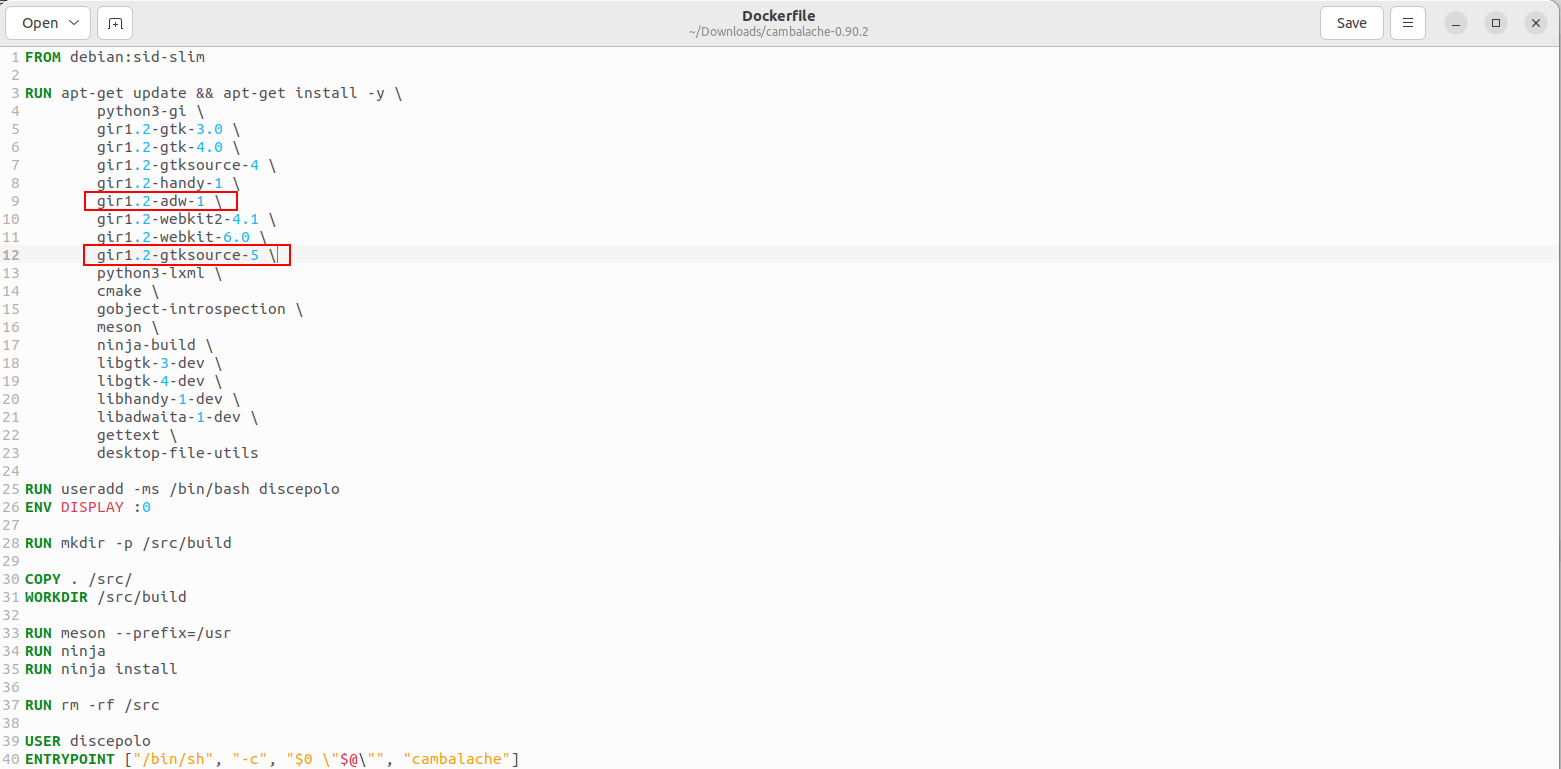 Open
Dockerfile
~/Downloads/cambalache-0.90.2
Save
1 FROM debian:sid-slim
2
3 RUN apt-get update && apt-get install -y \
4         python3-gi \
5         gir1.2-gtk-3.0 \
6         gir1.2-gtk-4.0 \
7         gir1.2-gtksource-4 \
8         gir1.2-handy-1 \
9         gir1.2-adw-1 \
10         gir1.2-webkit2-4.1 \
11         gir1.2-webkit-6.0 \
12         gir1.2-gtksource-5 \
13         python3-lxml \
14         cmake \
15         gobject-introspection \
16         meson \
17         ninja-build \
18         libgtk-3-dev \
19         libgtk-4-dev \
20         libhandy-1-dev \
21         libadwaita-1-dev \
22         gettext \
23         desktop-file-utils
24
25 RUN useradd -ms /bin/bash discepolo
26 ENV DISPLAY :0
27
28 RUN mkdir -p /src/build
29
30 COPY . /src/
31 WORKDIR /src/build
32
33 RUN meson --prefix=/usr
34 RUN ninja
35 RUN ninja install
36
37 RUN rm -rf /src
38
39 USER discepolo
40 ENTRYPOINT ["/bin/sh", "-c", "$0 \"$@\"", "cambalache"]